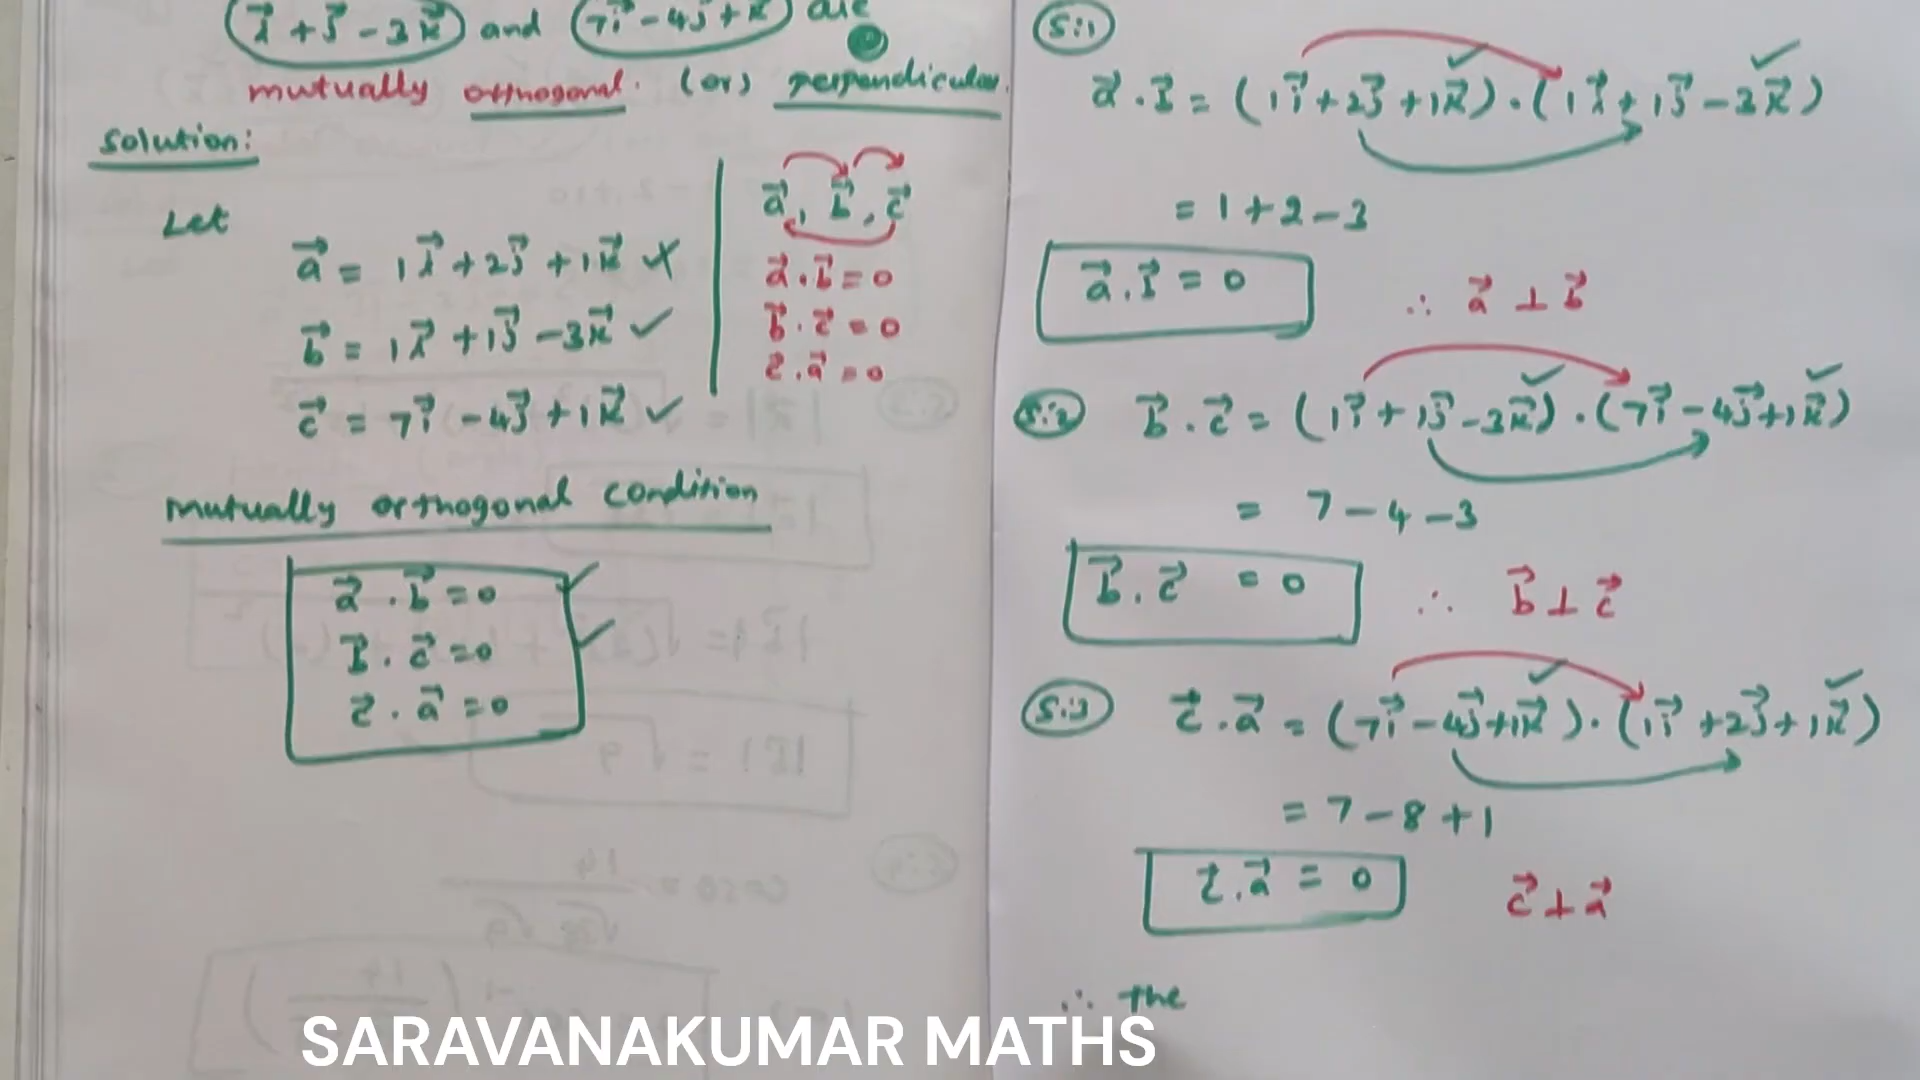 i⃗ + j⃗ - 3k⃗ and 7i⃗ - 4j⃗ + k⃗ are
mutually orthogonal. (or) perpendicular.
Solution:
Let
a⃗ = 1i⃗ + 2j⃗ + 1k⃗ ✗
b⃗ = 1i⃗ + 1j⃗ - 3k⃗ ✓
c⃗ = 7i⃗ - 4j⃗ + 1k⃗ ✓
a⃗, b⃗, c⃗
a⃗ . b⃗ = 0
b⃗ . c⃗ = 0
c⃗ . a⃗ = 0
mutually orthogonal condition
a⃗ . b⃗ = 0
b⃗ . c⃗ = 0
c⃗ . a⃗ = 0
S:1
a⃗ . b⃗ = (1i⃗ + 2j⃗ + 1k⃗) . (1i⃗ + 1j⃗ - 3k⃗)
= 1 + 2 - 3
a⃗ . b⃗ = 0 ∴ a⃗ ⊥ b⃗
S:2 b⃗ . c⃗ = (1i⃗ + 1j⃗ - 3k⃗) . (7i⃗ - 4j⃗ + 1k⃗)
= 7 - 4 - 3
b⃗ . c⃗ = 0 ∴ b⃗ ⊥ c⃗
S:3 c⃗ . a⃗ = (7i⃗ - 4j⃗ + 1k⃗) . (1i⃗ + 2j⃗ + 1k⃗)
= 7 - 8 + 1
c⃗ . a⃗ = 0 c⃗ ⊥ a⃗
∴ the
SARAVANAKUMAR MATHS